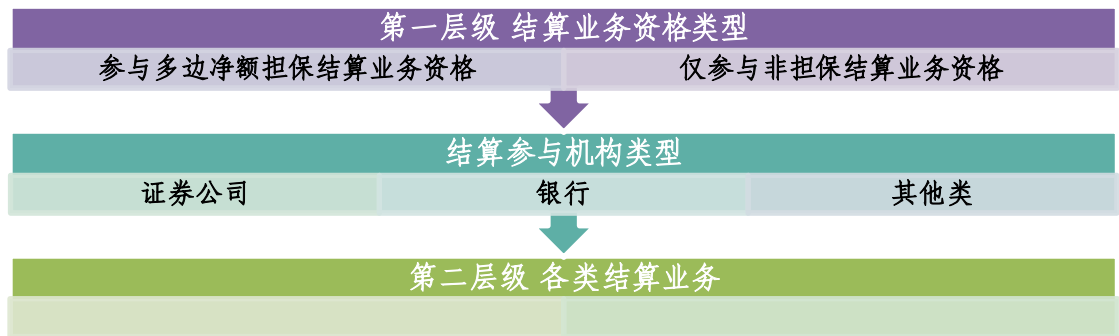 第一层级 结算业务资格类型
参与多边净额担保结算业务资格 仅参与非担保结算业务资格
结算参与机构类型
证券公司 银行 其他类
第二层级 各类结算业务